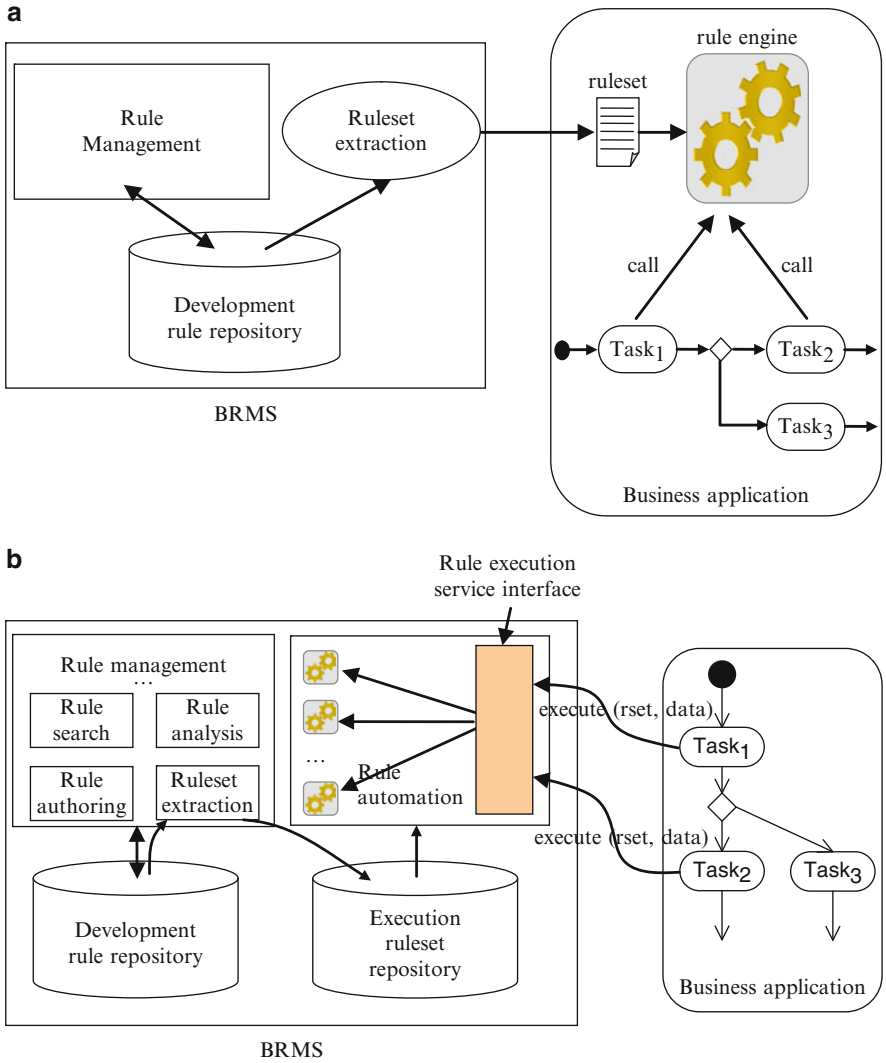 a
rule engine
ruleset
Rule
Management
Ruleset
extraction
call
call
Development
rule repository
Task1
Task2
Task3
BRMS
Business application
b
Rule execution
service interface
Rule management
...
Rule
search
Rule
analysis
Rule
authoring
Ruleset
extraction
...
Rule
automation
execute (rset, data)
execute (rset, data)
Task1
Task2
Task3
Development
rule repository
Execution
ruleset
repository
Business application
BRMS